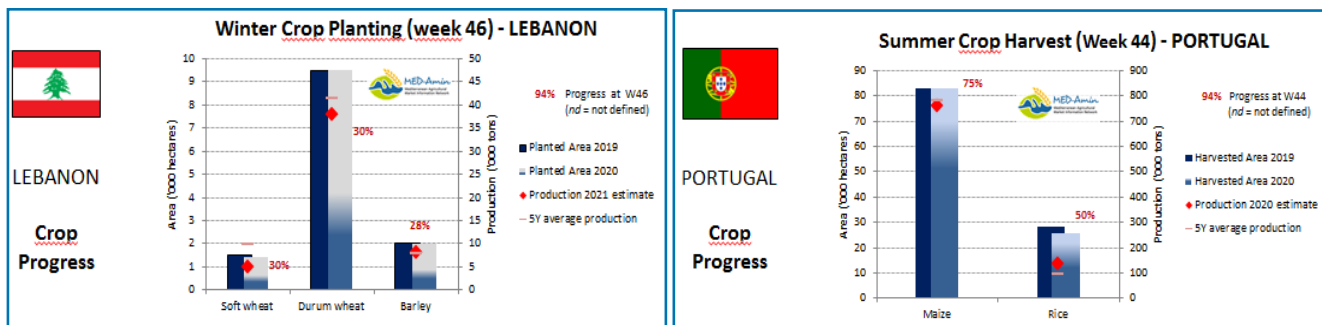 Winter Crop Planting (week 46) - LEBANON
LEBANON
Crop
Progress
Area ('000 hectares)
10
9
8
7
6
5
4
3
2
1
0
30%
30%
28%
Soft wheat
Durum wheat
Barley
50
45
40
35
30
25
20
15
10
5
0
Production ('000 tons)
MED-Amin
94% Progress at W46
(nd = not defined)
Planted Area 2019
Planted Area 2020
Production 2021 estimate
5Y average production
Summer Crop Harvest (Week 44) - PORTUGAL
PORTUGAL
Crop
Progress
Area ('000 hectares)
90
80
70
60
50
40
30
20
10
0
75%
50%
Maize
Rice
900
800
700
600
500
400
300
200
100
0
Production ('000 tons)
MED-Amin
94% Progress at W44
(nd = not defined)
Harvested Area 2019
Harvested Area 2020
Production 2020 estimate
5Y average production